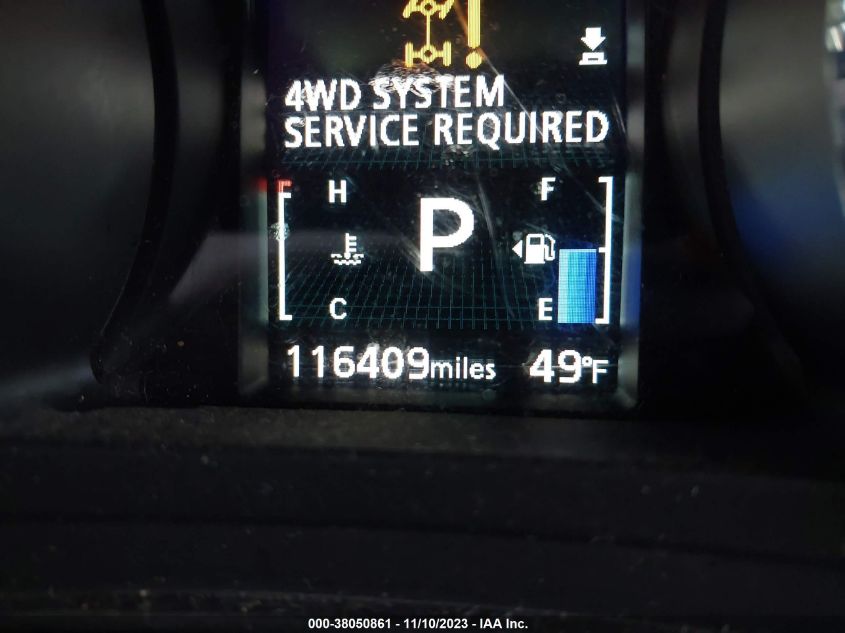 4WD SYSTEM
SERVICE REQUIRED
H F
P
C E
116409miles 49°F
000-38050861 - 11/10/2023 - IAA Inc.